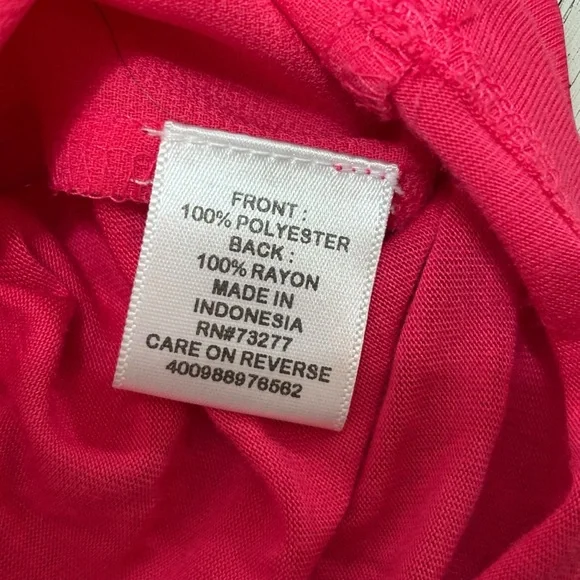 FRONT :
100% POLYESTER
BACK :
100% RAYON
MADE IN
INDONESIA
RN#73277
CARE ON REVERSE
400988976562